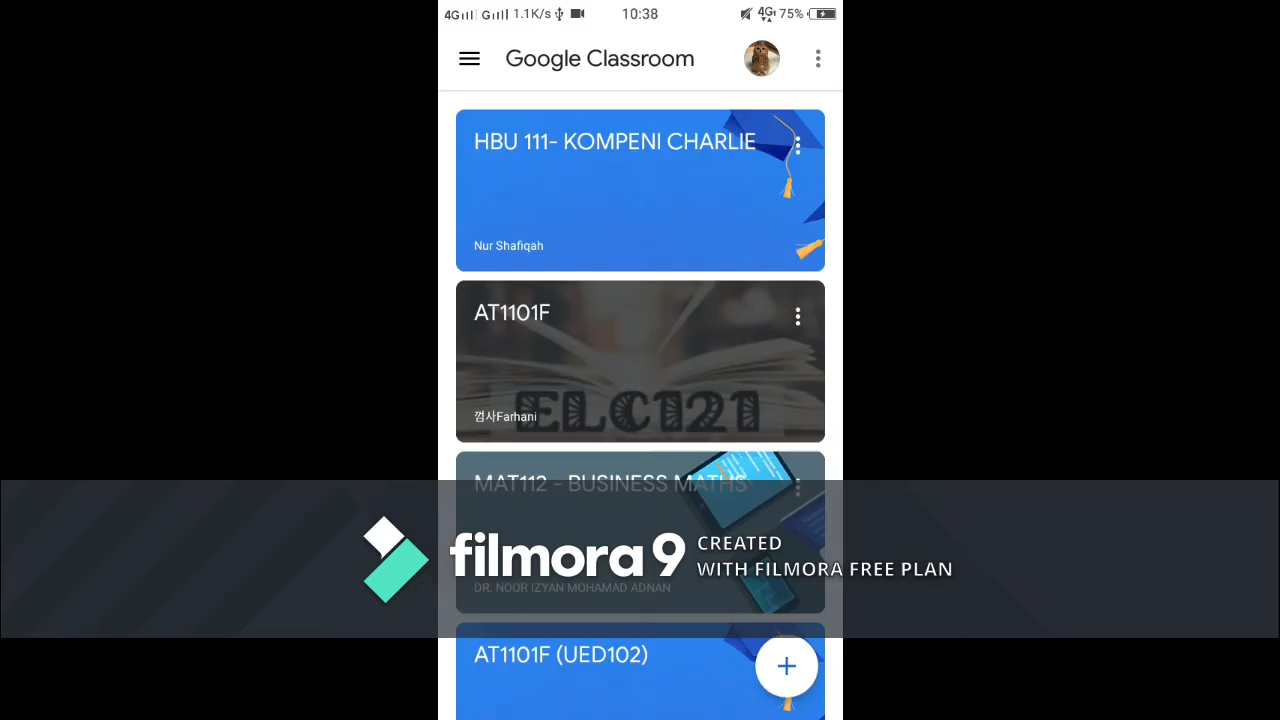 4G G 1.1K/s 10:38 4G 75%
Google Classroom
HBU 111- KOMPENI CHARLIE
Nur Shafiqah
AT1101F
ELC121
껌사Farhani
MAT112 - BUSINESS MATHS
filmora 9 CREATED
WITH FILMORA FREE PLAN
DR. NOOR IZYAN MOHAMAD ADNAN
AT1101F (UED102)